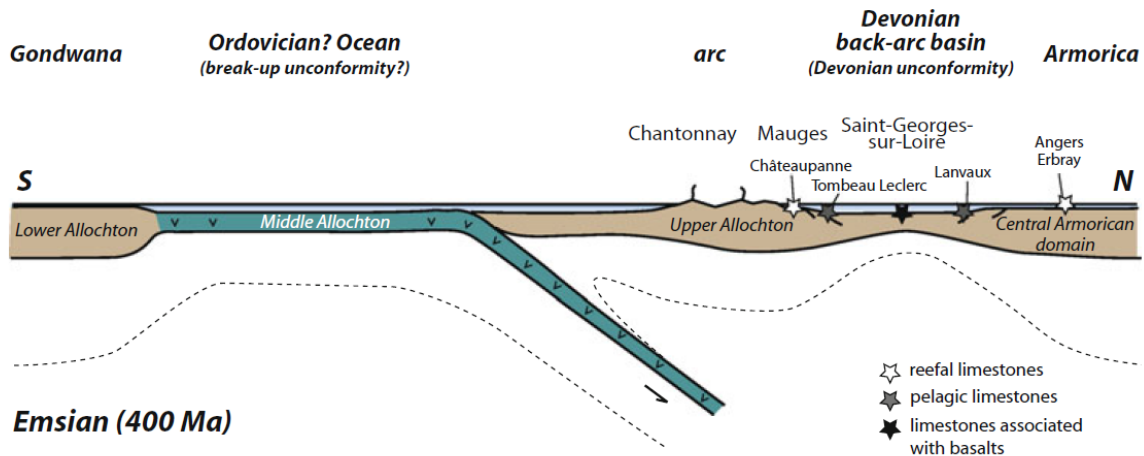 Gondwana
Ordovician? Ocean
(break-up unconformity?)
arc
Devonian
back-arc basin
(Devonian unconformity)
Armorica
Chantonnay
Mauges
Saint-Georges-
sur-Loire
Châteaupanne
Tombeau Leclerc
Lanvaux
Angers
Erbray
S
N
Lower Allochton
Middle Allochton
Upper Allochton
Central Armorican
domain
reefal limestones
pelagic limestones
limestones associated
with basalts
Emsian (400 Ma)